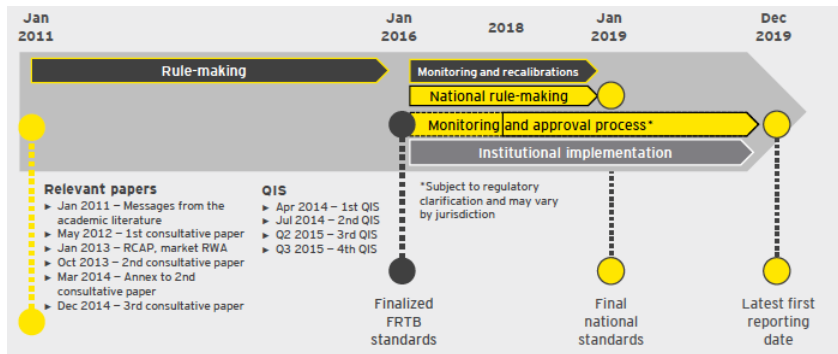 Jan
2011
Jan
2016
2018
Jan
2019
Dec
2019
Rule-making
Monitoring and recalibrations
National rule-making
Monitoring and approval process*
Institutional implementation
Relevant papers
► Jan 2011 – Messages from the
academic literature
► May 2012 – 1st consultative paper
► Jan 2013 – RCAP, market RWA
► Oct 2013 – 2nd consultative paper
► Mar 2014 – Annex to 2nd
consultative paper
► Dec 2014 – 3rd consultative paper
QIS
► Apr 2014 – 1st QIS
► Jul 2014 – 2nd QIS
► Q2 2015 – 3rd QIS
► Q3 2015 – 4th QIS
*Subject to regulatory
clarification and may vary
by jurisdiction
Finalized
FRTB
standards
Final
national
standards
Latest first
reporting
date